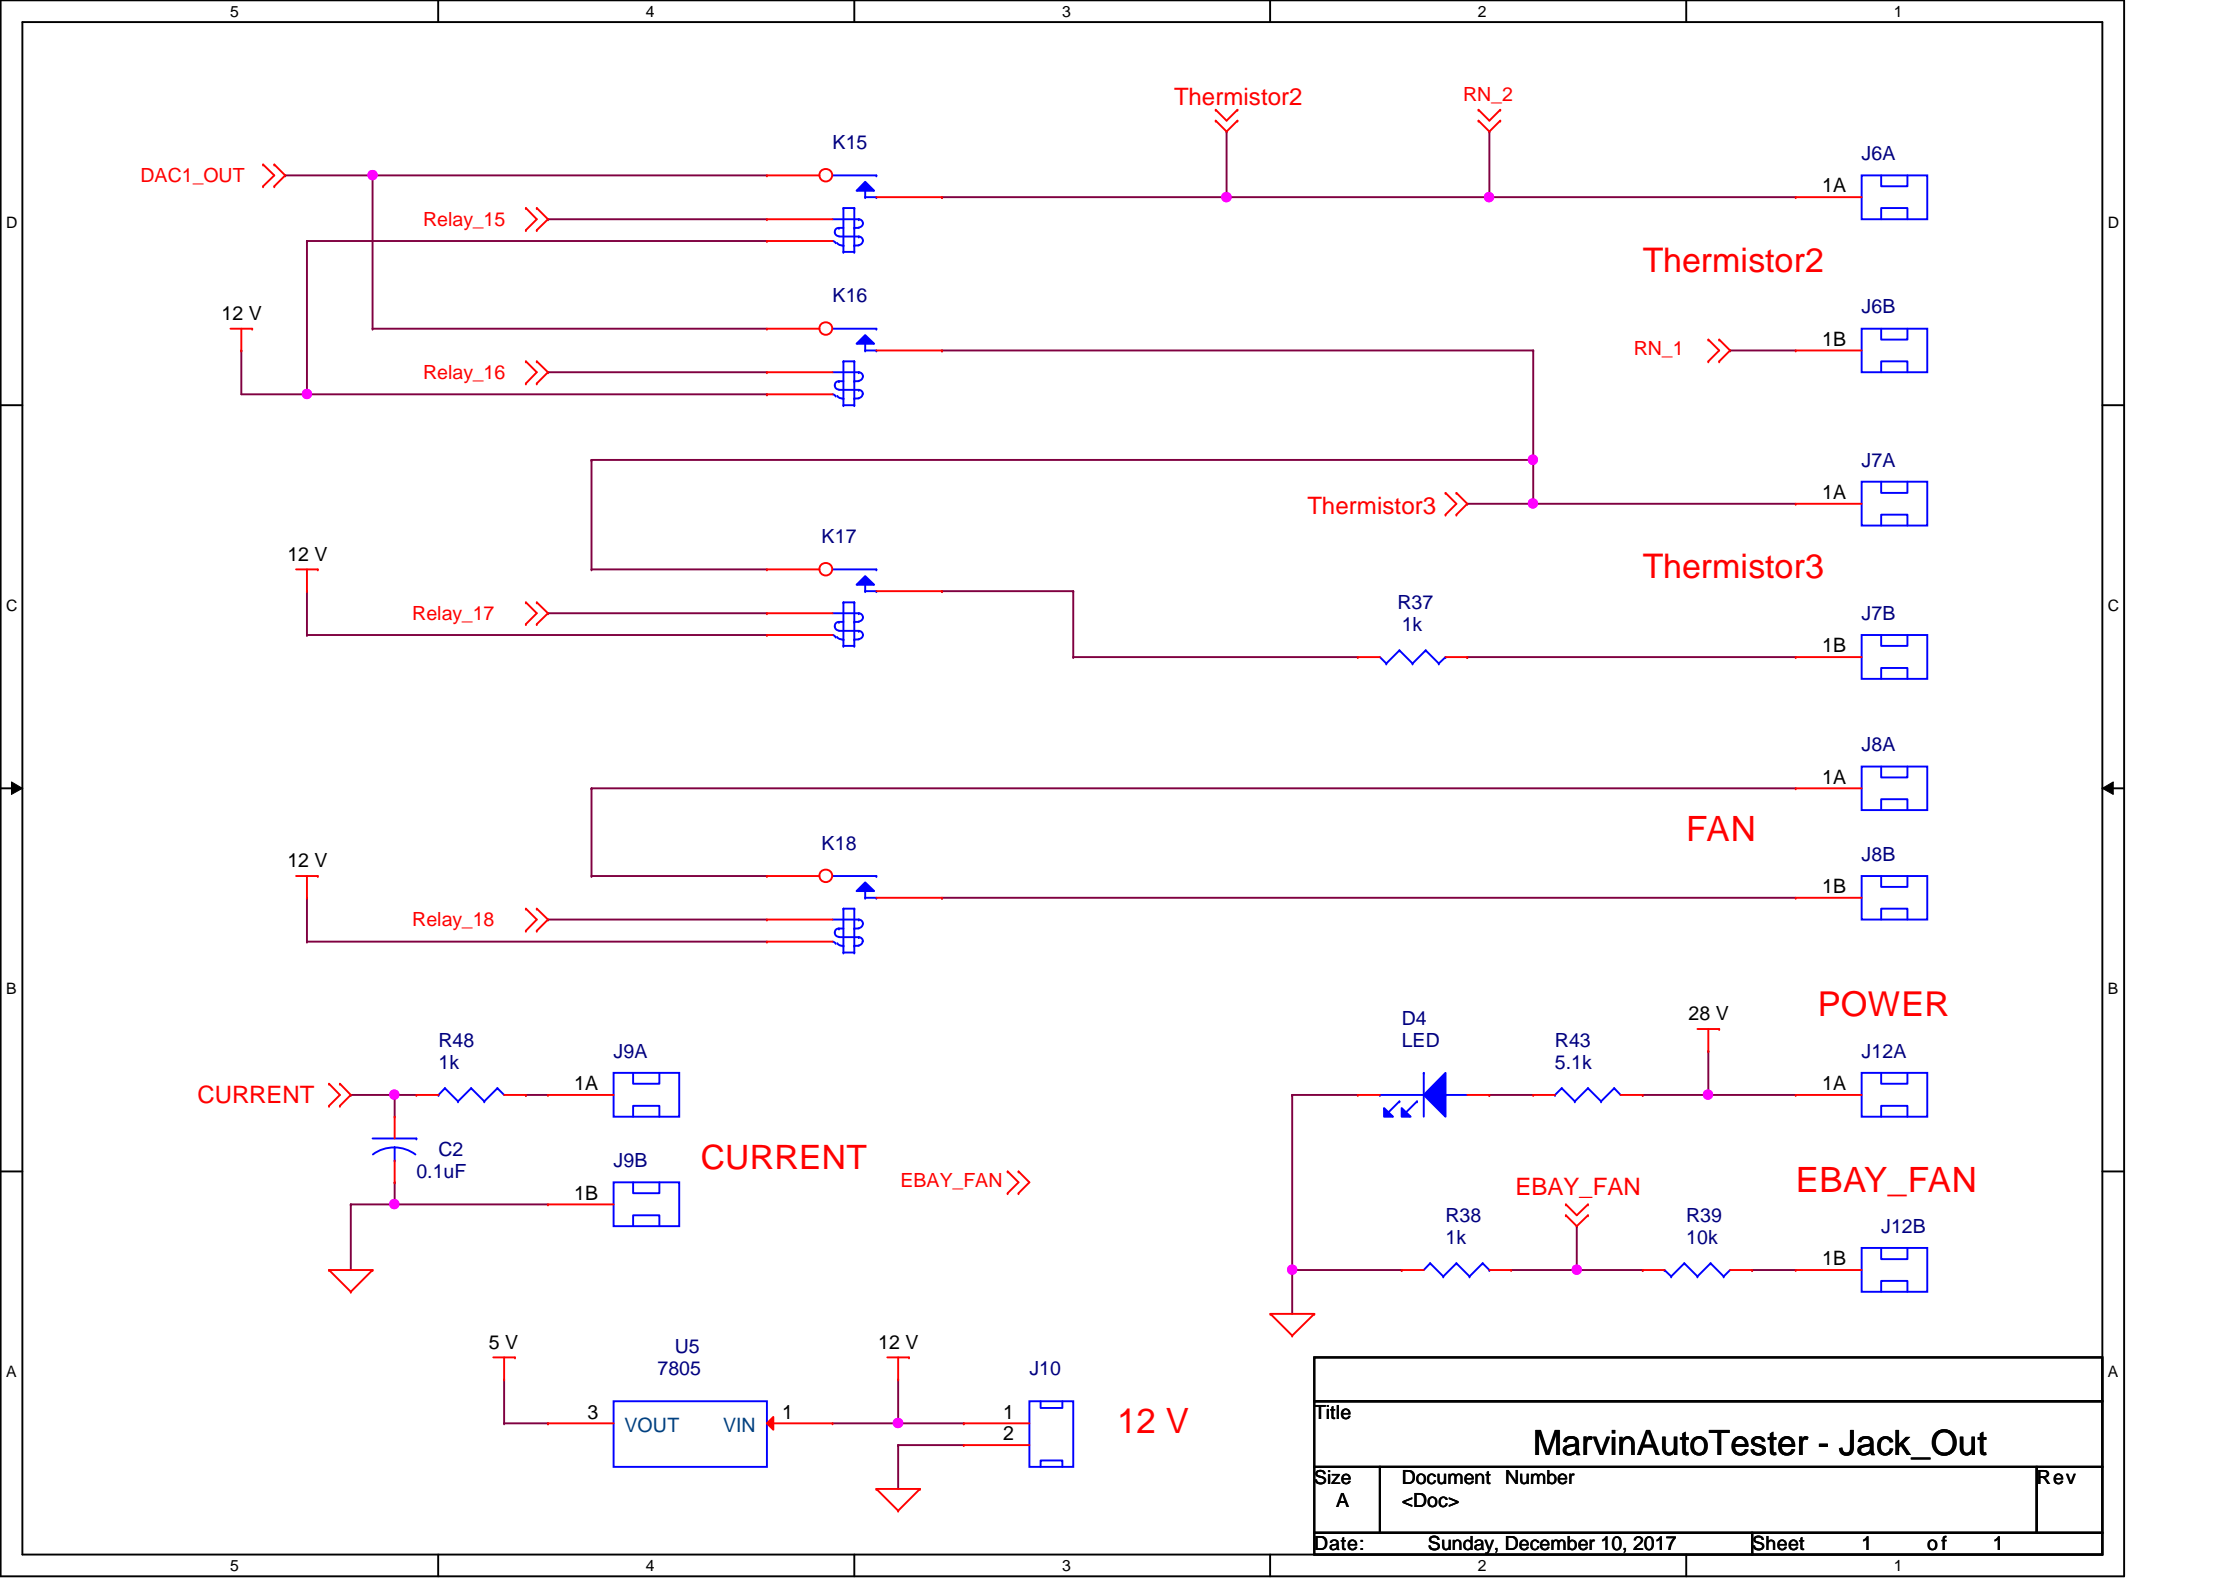 5 4 3 2 1
Thermistor2
RN_2
K15
J6A
DAC1_OUT
1A
Relay_15
D D
Thermistor2
K16
J6B
12 V
1B
RN_1
Relay_16
J7A
1A
Thermistor3
K17
12 V
Thermistor3
R37
1k
C C
Relay_17
J7B
1B
J8A
1A
FAN
K18
12 V
J8B
1B
Relay_18
B B
POWER
28 V
D4
LED
R43
5.1k
R48
1k
J9A
J12A
1A
1A
CURRENT
C2
0.1uF
J9B
CURRENT
EBAY_FAN
EBAY_FAN
EBAY_FAN
1B
R38
1k
R39
10k
J12B
1B
5 V
U5
7805
12 V
J10
A A
3
VOUT VIN
1
1
2
12 V
Title
MarvinAutoTester - Jack_Out
Size
A
Document Number
<Doc>
Rev
Date: Sunday, December 10, 2017 Sheet 1 of 1
5 4 3 2 1